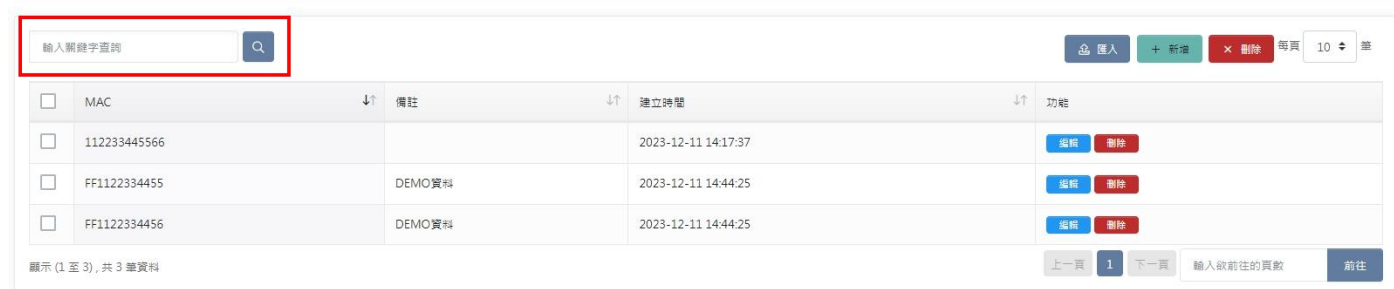 輸入關鍵字查詢 匯入 + 新增 × 刪除 每頁 10 筆
MAC 備註 建立時間 功能
112233445566 2023-12-11 14:17:37 編輯 刪除
FF1122334455 DEMO資料 2023-12-11 14:44:25 編輯 刪除
FF1122334456 DEMO資料 2023-12-11 14:44:25 編輯 刪除
顯示 (1 至 3) , 共 3 筆資料 上一頁 1 下一頁 輸入欲前往的頁數 前往